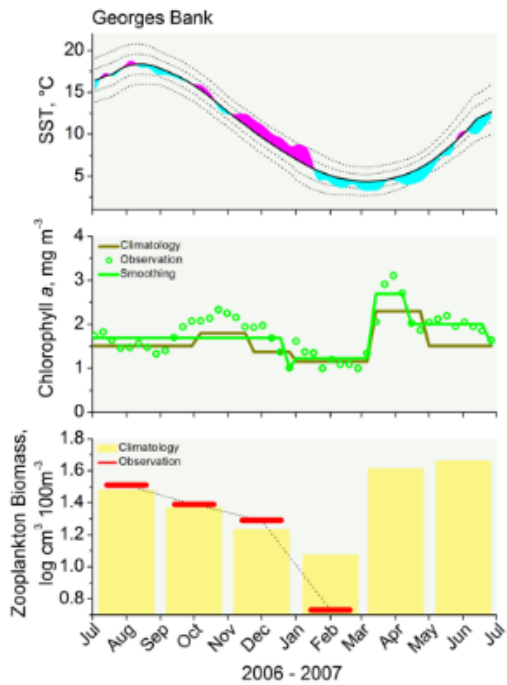 Georges Bank
SST, °C
20
15
10
5
Chlorophyll a, mg m-3
4
3
2
1
0
Climatology
Observation
Smoothing
Zooplankton Biomass,
log cm³ 100m⁻³
1.8
1.6
1.4
1.2
1.0
0.8
Climatology
Observation
Jul Aug Sep Oct Nov Dec Jan Feb Mar Apr May Jun Jul
2006 - 2007